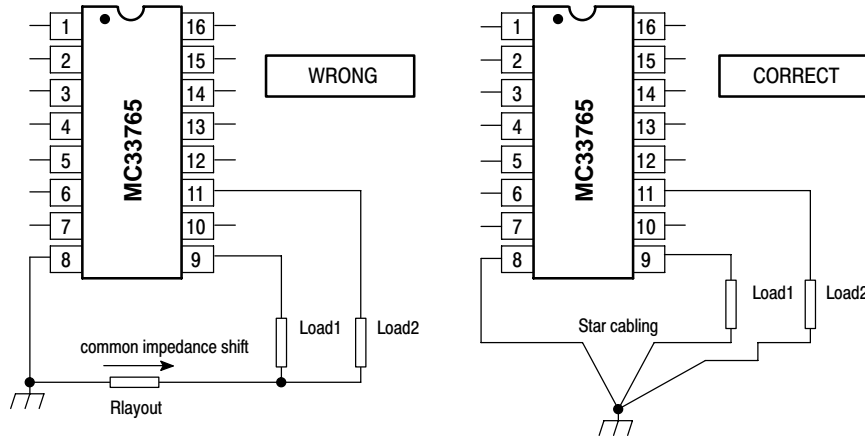 1
2
3
4
5
6
7
8
16
15
14
13
12
11
10
9
MC33765
WRONG
Load1
Load2
common impedance shift
Rlayout
1
2
3
4
5
6
7
8
16
15
14
13
12
11
10
9
MC33765
CORRECT
Load1
Load2
Star cabling